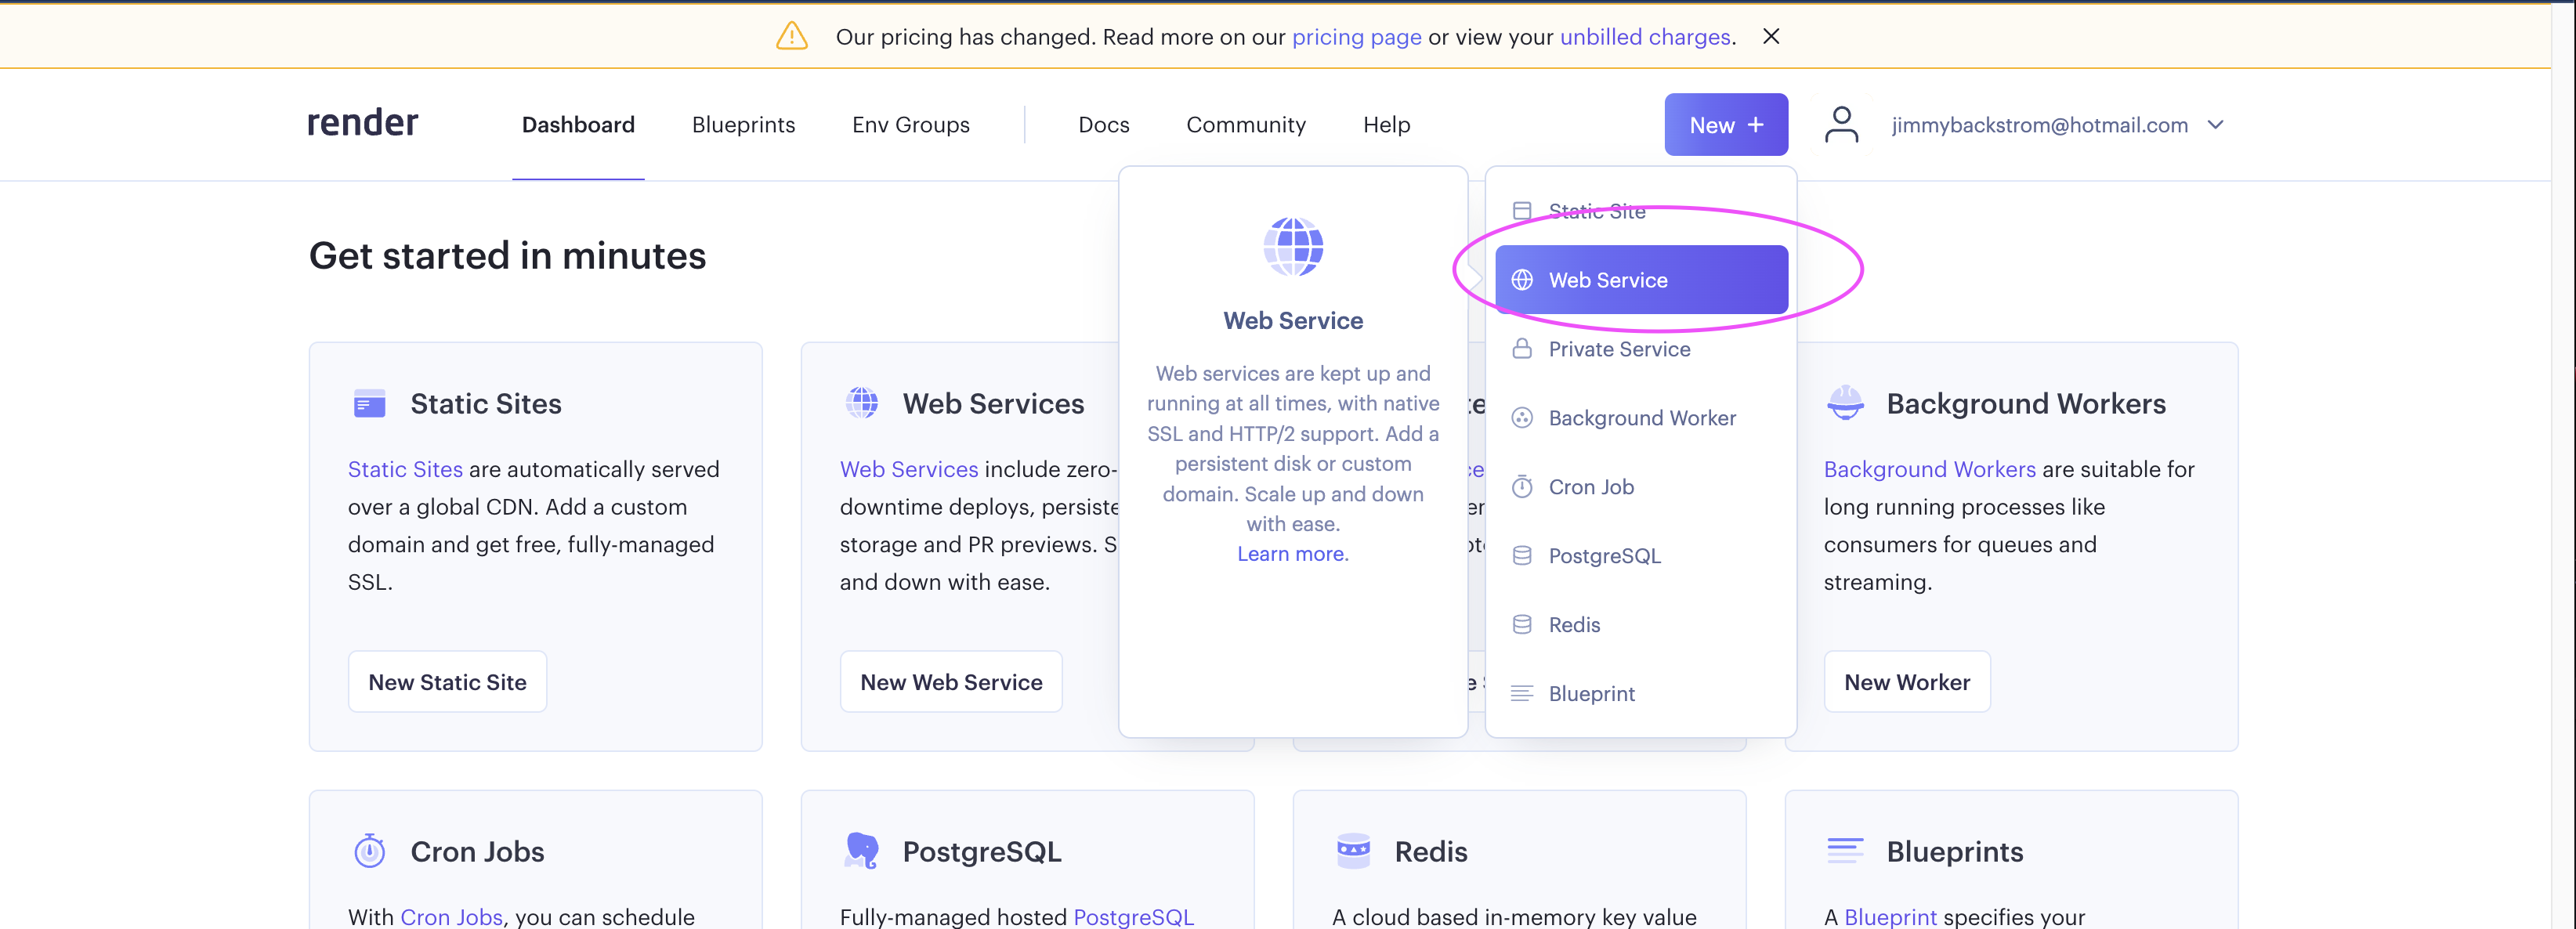 Our pricing has changed. Read more on our pricing page or view your unbilled charges.
render
Dashboard
Blueprints
Env Groups
Docs
Community
Help
New +
jimmybackstrom@hotmail.com
Get started in minutes
Web Service
Web services are kept up and
running at all times, with native
SSL and HTTP/2 support. Add a
persistent disk or custom
domain. Scale up and down
with ease.
Learn more.
Static Site
Web Service
Private Service
Background Worker
Cron Job
PostgreSQL
Redis
Blueprint
Static Sites
Static Sites are automatically served
over a global CDN. Add a custom
domain and get free, fully-managed
SSL.
New Static Site
Web Services
Web Services include zero-
downtime deploys, persiste
storage and PR previews. S
and down with ease.
New Web Service
Background Workers
Background Workers are suitable for
long running processes like
consumers for queues and
streaming.
New Worker
Cron Jobs
With Cron Jobs, you can schedule
PostgreSQL
Fully-managed hosted PostgreSQL
Redis
A cloud based in-memory key value
Blueprints
A Blueprint specifies your